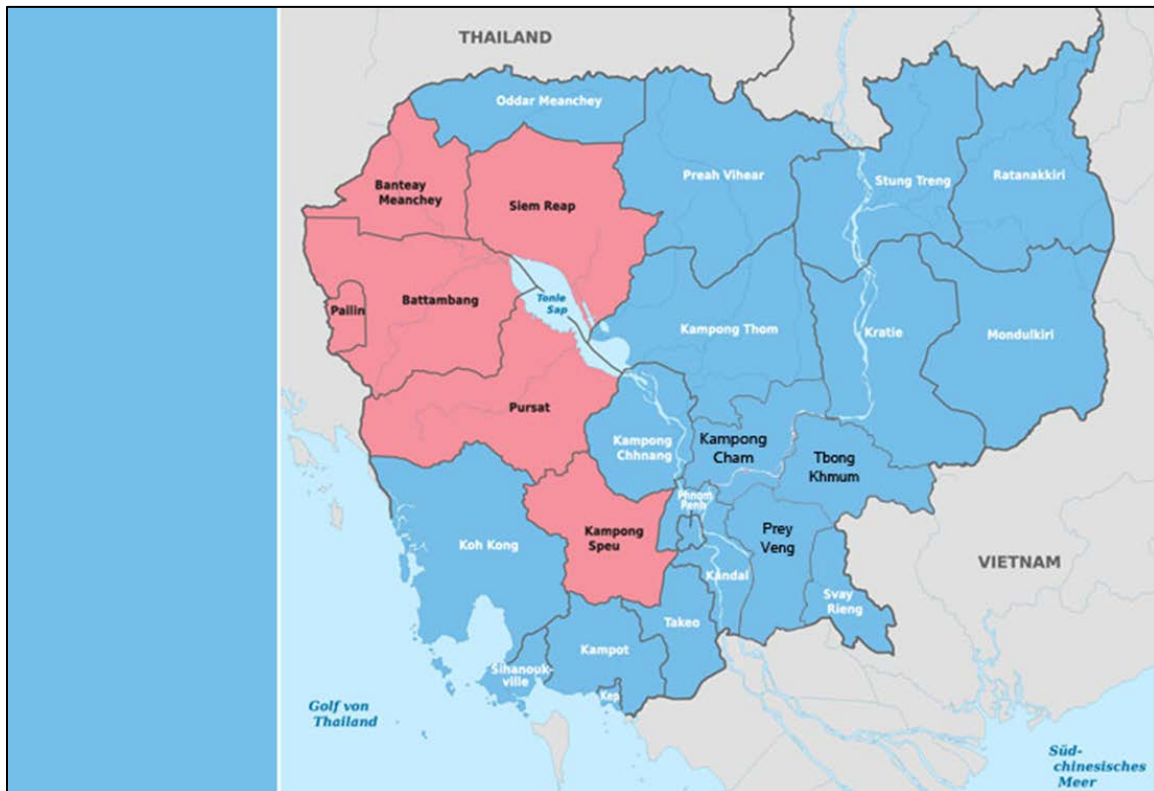 THAILAND
Oddar Meanchey
Banteay
Meanchey
Siem Reap
Preah Vihear
Stung Treng
Ratanakkiri
Pailin
Battambang
Tonle
Sap
Kampong Thom
Kratie
Mondulkiri
Pursat
Kampong
Chhnang
Kampong
Cham
Tbong
Khmum
Phnom
Penh
Kampong
Speu
Prey
Veng
Koh Kong
Kandal
Svay
Rieng
VIETNAM
Takeo
Kampot
Sihanouk-
ville
Kep
Golf von
Thailand
Süd-
chinesisches
Meer